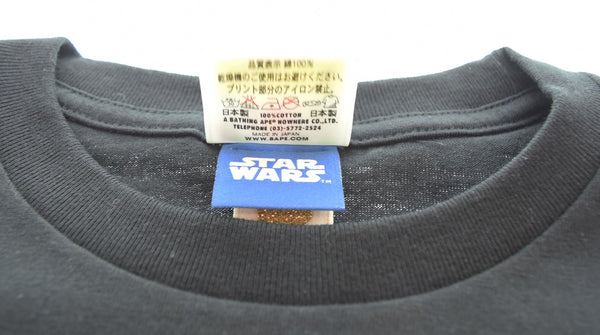 品質表示 綿100%
乾燥機のご使用はお避けください。
プリント部分のアイロン禁止
日本製 100%COTTON 日本製
A BATHING APE® NOWHERE CO.,LTD.
TELEPHONE (03)-5772-2524
MADE IN JAPAN
WWW.BAPE.COM
STAR
WARS™